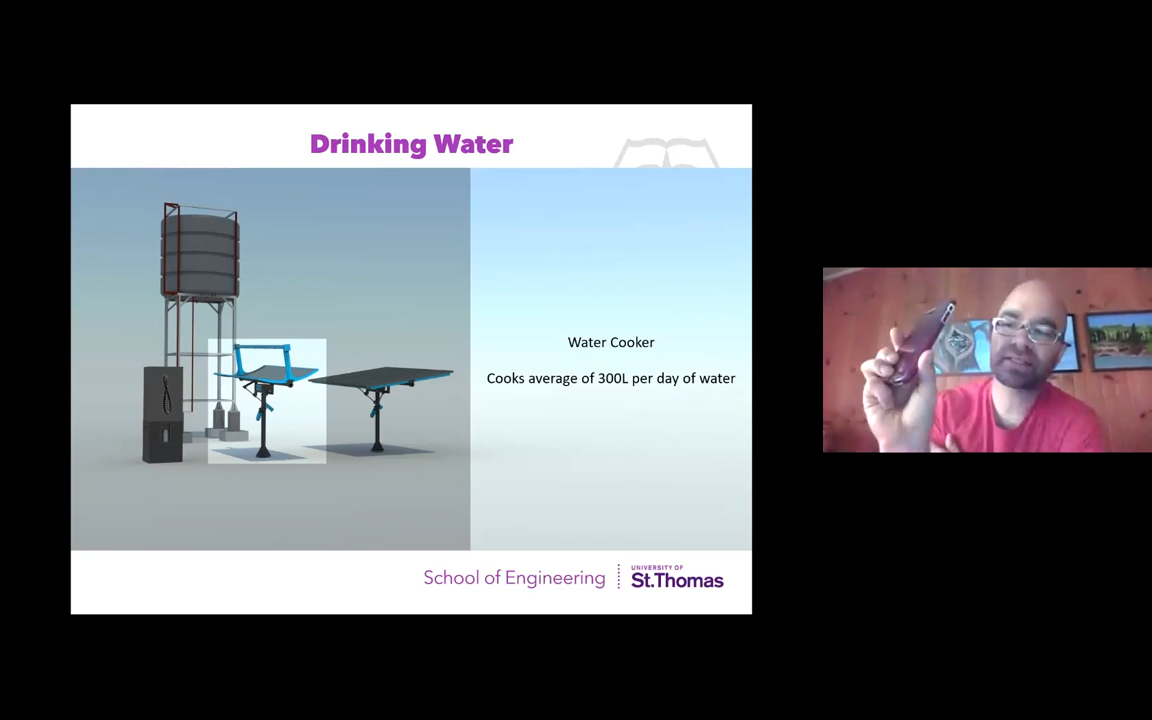 Drinking Water
Water Cooker
Cooks average of 300L per day of water
School of Engineering
UNIVERSITY OF
St.Thomas